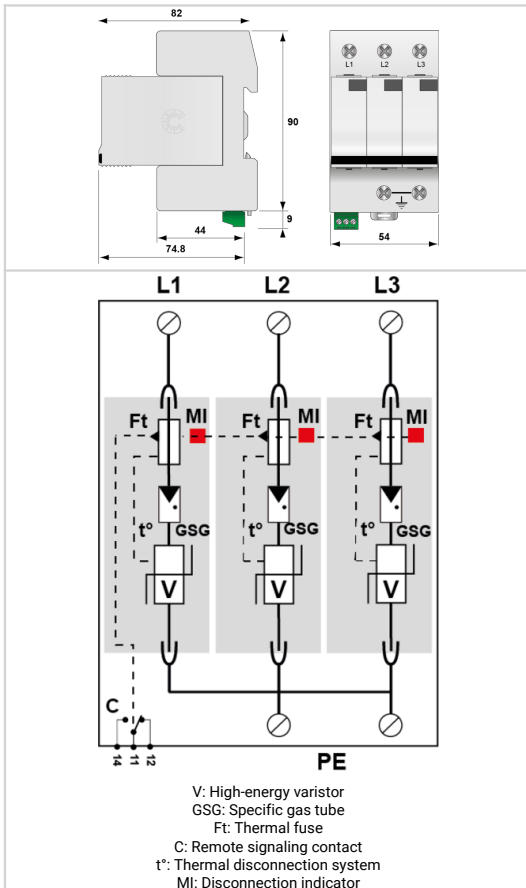 82
L1 L2 L3
90
9
44
74.8
54
L1 L2 L3
Ft MI Ft MI Ft MI
t° GSG t° GSG t° GSG
V V V
C
14 11 12
PE
V: High-energy varistor
GSG: Specific gas tube
Ft: Thermal fuse
C: Remote signaling contact
t°: Thermal disconnection system
MI: Disconnection indicator